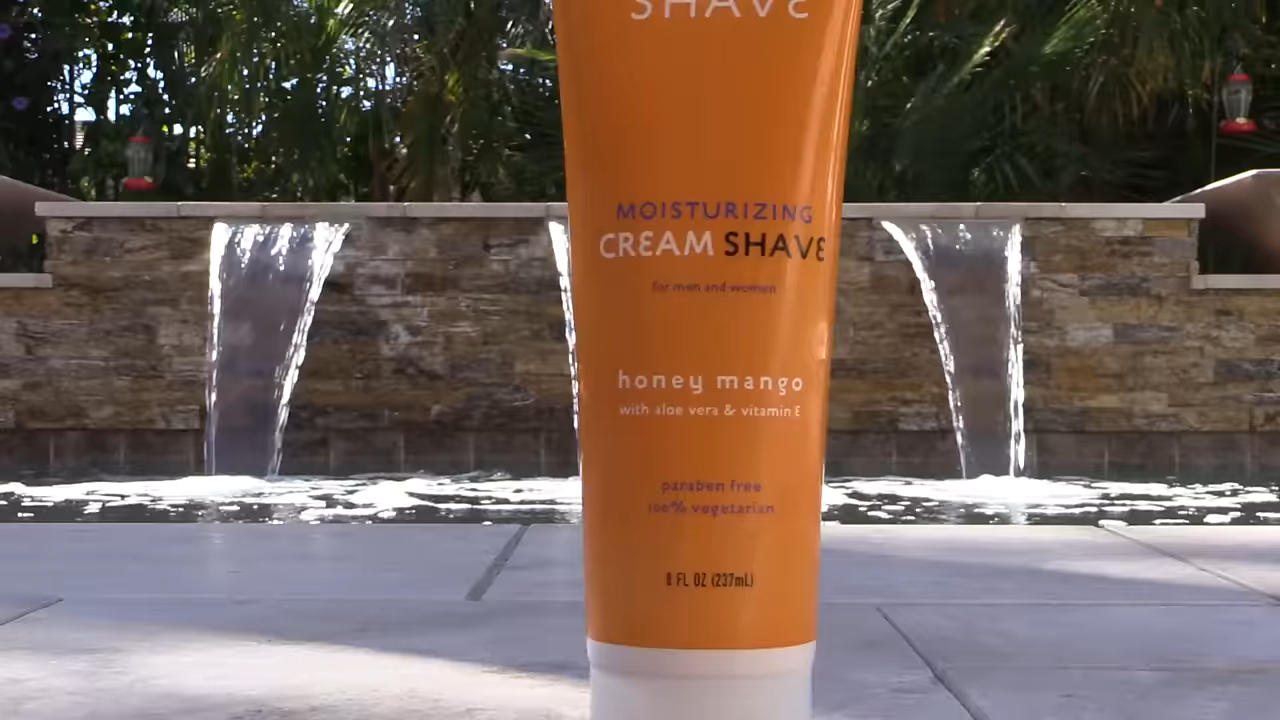 SHAVE
MOISTURIZING
CREAM SHAVE
for men and women
honey mango
with aloe vera & vitamin E
paraben free
100% vegetarian
8 FL OZ (237mL)